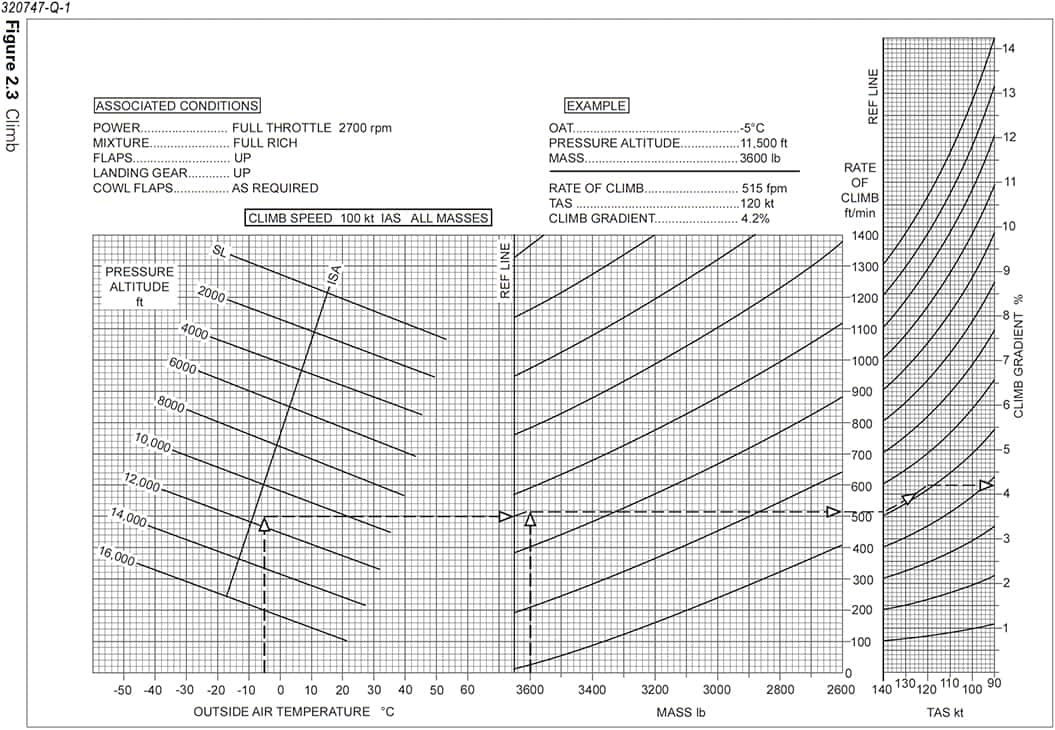 320747-Q-1
Figure 2.3 Climb
ASSOCIATED CONDITIONS
POWER........................... FULL THROTTLE 2700 rpm
MIXTURE........................ FULL RICH
FLAPS............................. UP
LANDING GEAR............ UP
COWL FLAPS................ AS REQUIRED
CLIMB SPEED 100 kt IAS ALL MASSES
EXAMPLE
OAT.................................................-5°C
PRESSURE ALTITUDE.................11,500 ft
MASS..............................................3600 lb
RATE OF CLIMB........................... 515 fpm
TAS ................................................120 kt
CLIMB GRADIENT......................... 4.2%
PRESSURE
ALTITUDE
ft
SL
2000
4000
6000
8000
10,000
12,000
14,000
16,000
ISA
REF LINE
REF LINE
RATE
OF
CLIMB
ft/min
1400
1300
1200
1100
1000
900
800
700
600
500
400
300
200
100
0
14
13
12
11
10
9
8
7
6
5
4
3
2
1
CLIMB GRADIENT %
-50 -40 -30 -20 -10 0 10 20 30 40 50 60
OUTSIDE AIR TEMPERATURE °C
3600 3400 3200 3000 2800 2600
MASS lb
140 130 120 110 100 90
TAS kt